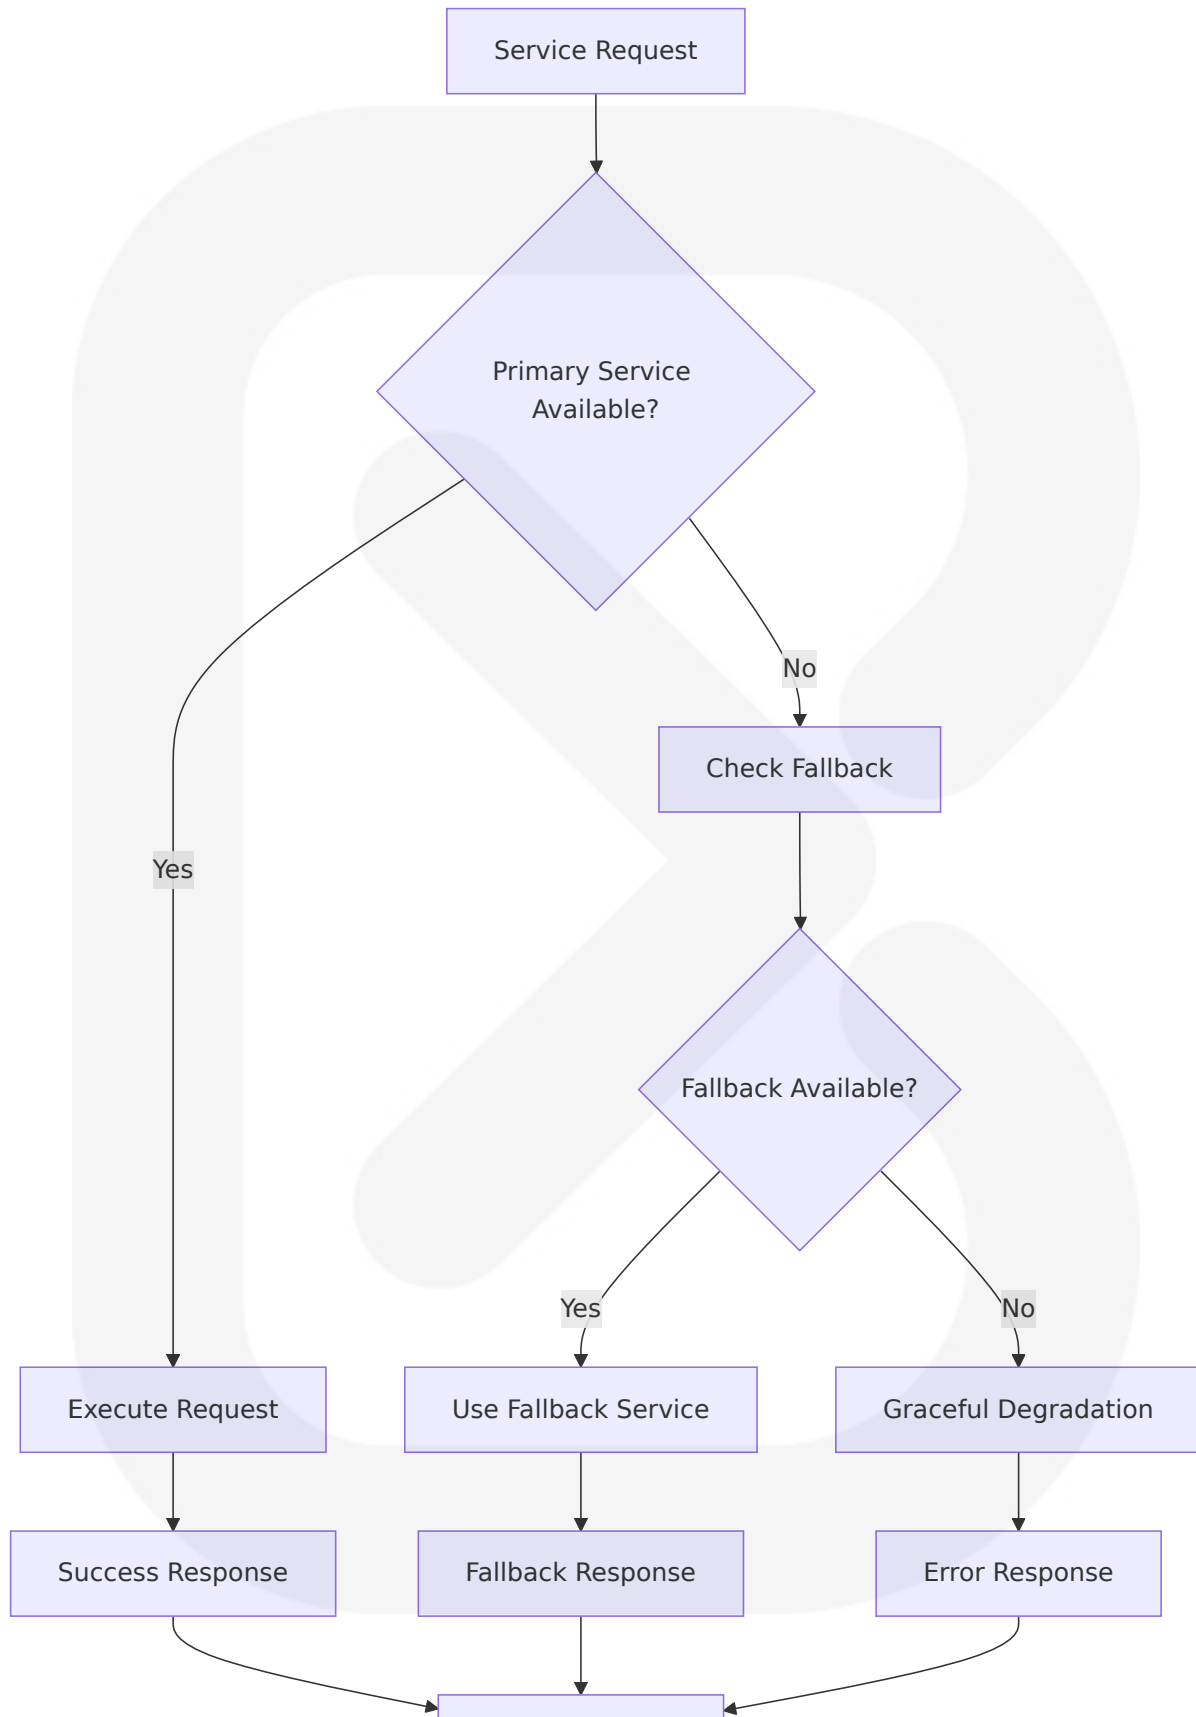 Service Request
Primary Service
Available?
No
Check Fallback
Yes
Fallback Available?
Yes
No
Execute Request
Use Fallback Service
Graceful Degradation
Success Response
Fallback Response
Error Response